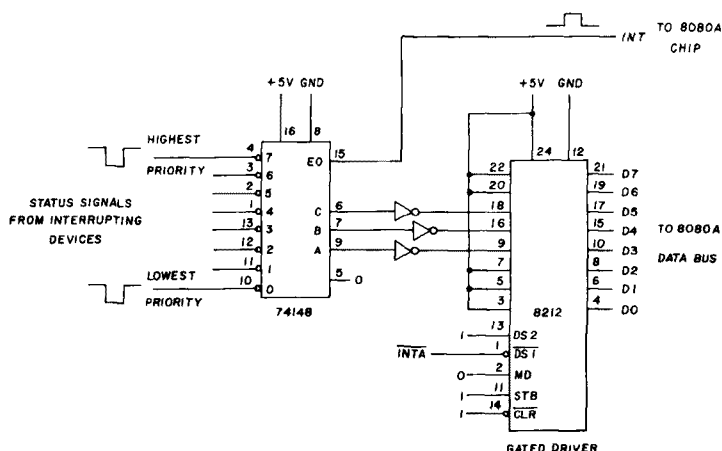 INT
TO 8080A
CHIP
+5V GND
16 8
+5V GND
24 12
HIGHEST
PRIORITY
STATUS SIGNALS
FROM INTERRUPTING
DEVICES
LOWEST
PRIORITY
4 7
3 6
2 5
1 4
13 3
12 2
11 1
10 0
EO 15
C 6
B 7
A 9
5 0
74148
22 21 D7
20 19 D6
18 17 D5
16 15 D4
9 10 D3
7 8 D2
5 6 D1
3 4 D0
TO 8080A
DATA BUS
8212
1 13 DS2
INTA 1 DS1
0 2 MD
1 11 STB
1 14 CLR
GATED DRIVER